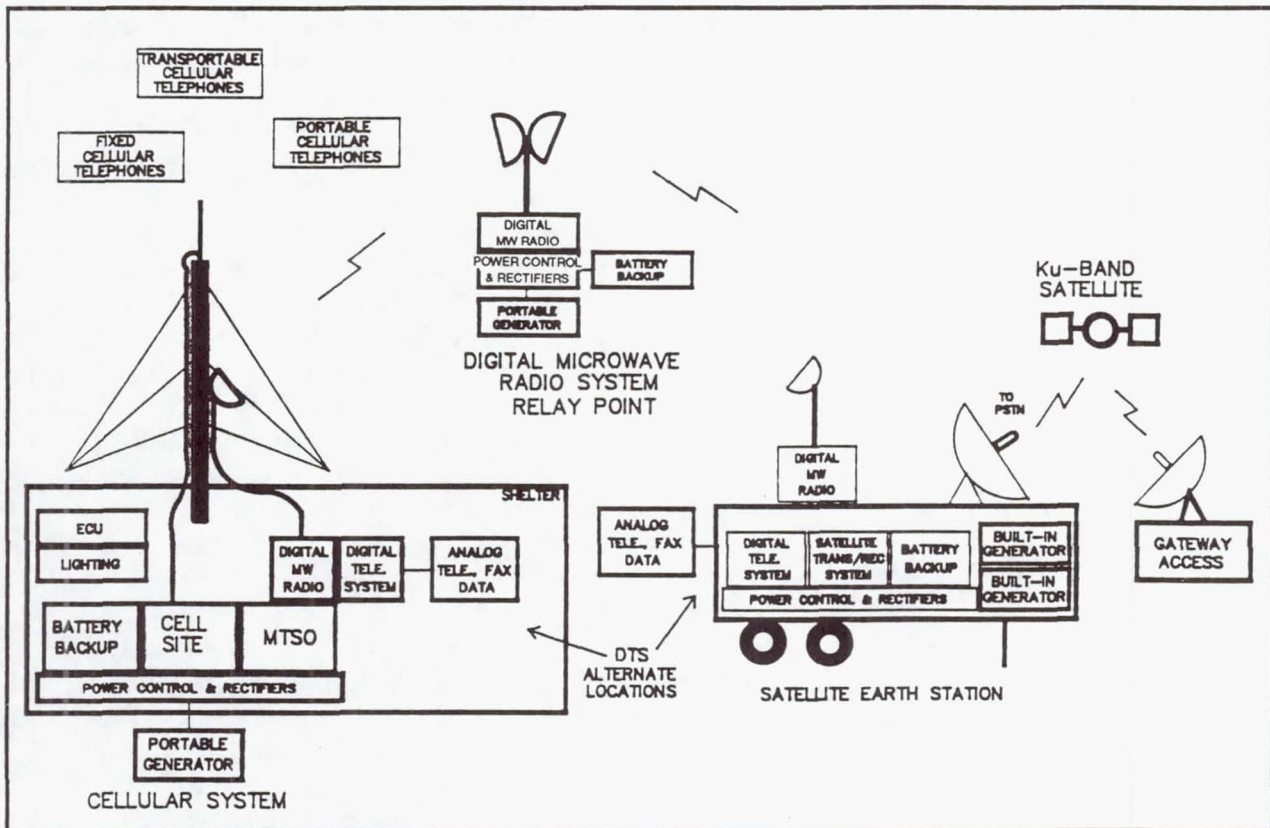 TRANSPORTABLE
CELLULAR
TELEPHONES
FIXED
CELLULAR
TELEPHONES
PORTABLE
CELLULAR
TELEPHONES
DIGITAL
MW RADIO
POWER CONTROL
& RECTIFIERS
BATTERY
BACKUP
PORTABLE
GENERATOR
DIGITAL MICROWAVE
RADIO SYSTEM
RELAY POINT
Ku-BAND
SATELLITE
TO
PSTN
SHELTER
ECU
LIGHTING
DIGITAL
MW
RADIO
DIGITAL
TELE.
SYSTEM
ANALOG
TELE., FAX
DATA
BATTERY
BACKUP
CELL
SITE
MTSO
POWER CONTROL & RECTIFIERS
PORTABLE
GENERATOR
CELLULAR SYSTEM
DTS
ALTERNATE
LOCATIONS
ANALOG
TELE., FAX
DATA
DIGITAL
MW
RADIO
DIGITAL
TELE.
SYSTEM
SATELLITE
TRANS/REC
SYSTEM
BATTERY
BACKUP
BUILT-IN
GENERATOR
BUILT-IN
GENERATOR
POWER CONTROL & RECTIFIERS
SATELLITE EARTH STATION
GATEWAY
ACCESS